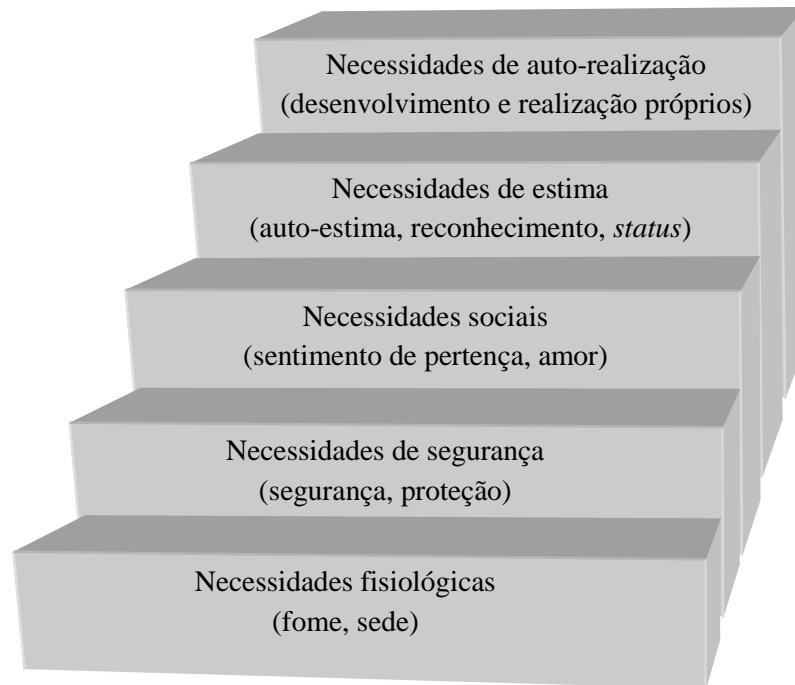 Necessidades de auto-realização
(desenvolvimento e realização próprios)
Necessidades de estima
(auto-estima, reconhecimento, status)
Necessidades sociais
(sentimento de pertença, amor)
Necessidades de segurança
(segurança, proteção)
Necessidades fisiológicas
(fome, sede)